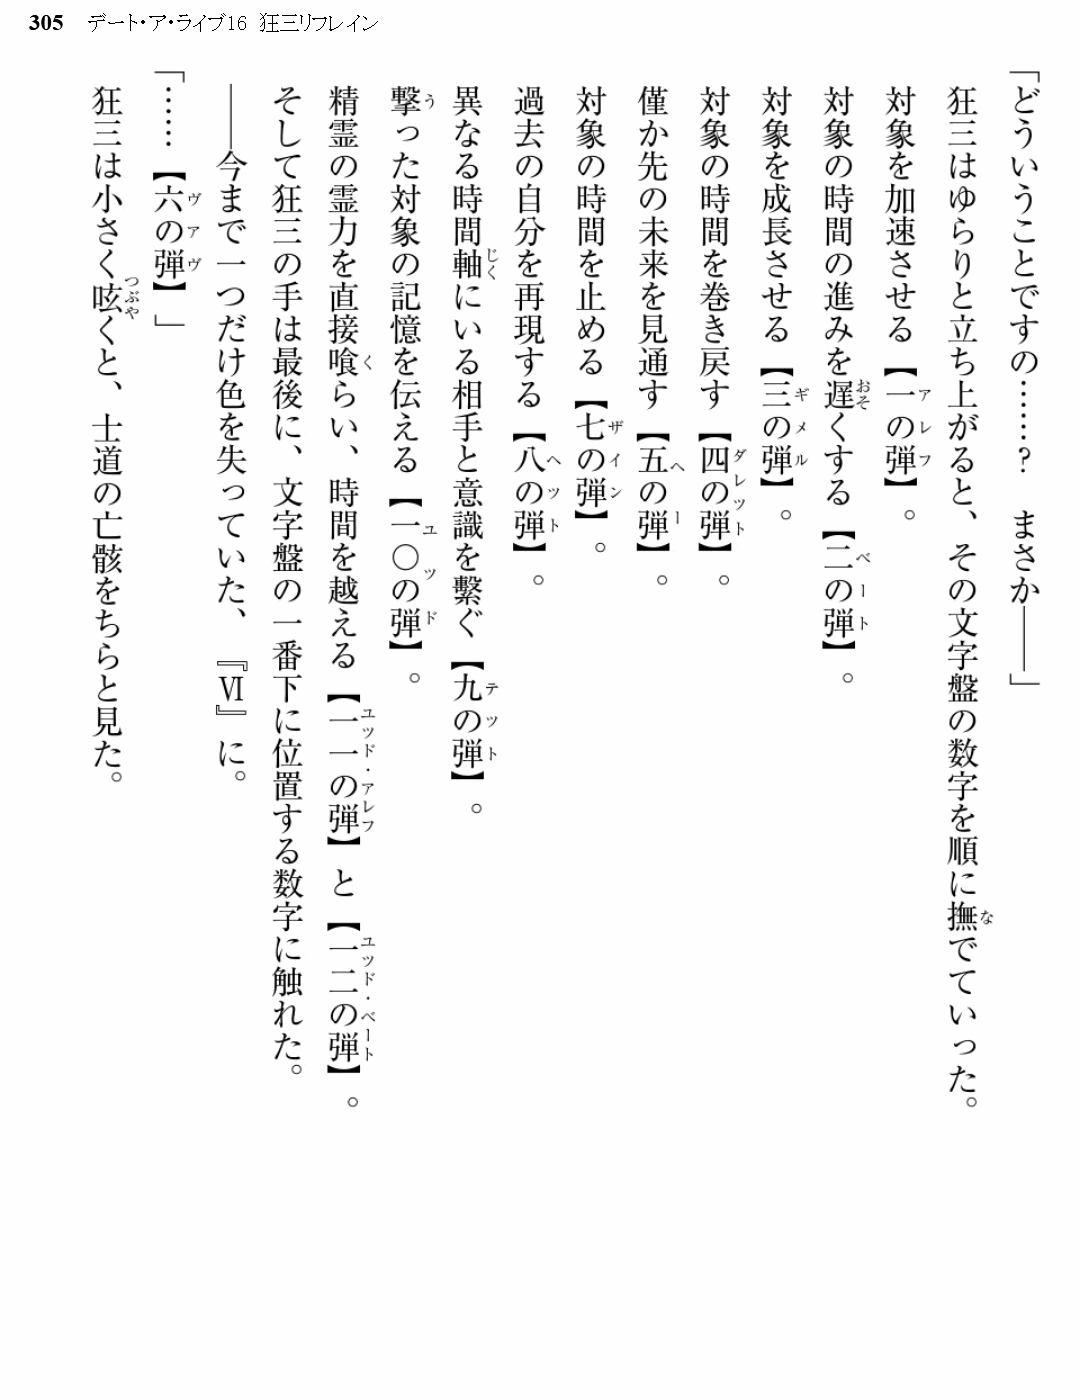 305 デート・ア・ライブ16 狂三リフレイン
「どういうことですの……？　まさか――」
狂三はゆらりと立ち上がると、その文字盤の数字を順に撫でていった。
対象を加速させる【一の弾】。
対象の時間の進みを遅くする【二の弾】。
対象を成長させる【三の弾】。
対象の時間を巻き戻す【四の弾】。
僅か先の未来を見通す【五の弾】。
対象の時間を止める【七の弾】。
過去の自分を再現する【八の弾】。
異なる時間軸にいる相手と意識を繋ぐ【九の弾】。
撃った対象の記憶を伝える【一〇の弾】。
精霊の霊力を直接喰らい、時間を越える【一一の弾】と【一二の弾】。
そして狂三の手は最後に、文字盤の一番下に位置する数字に触れた。
――今まで一つだけ色を失っていた、『Ⅵ』に。
「……【六の弾】」
狂三は小さく呟くと、士道の亡骸をちらと見た。